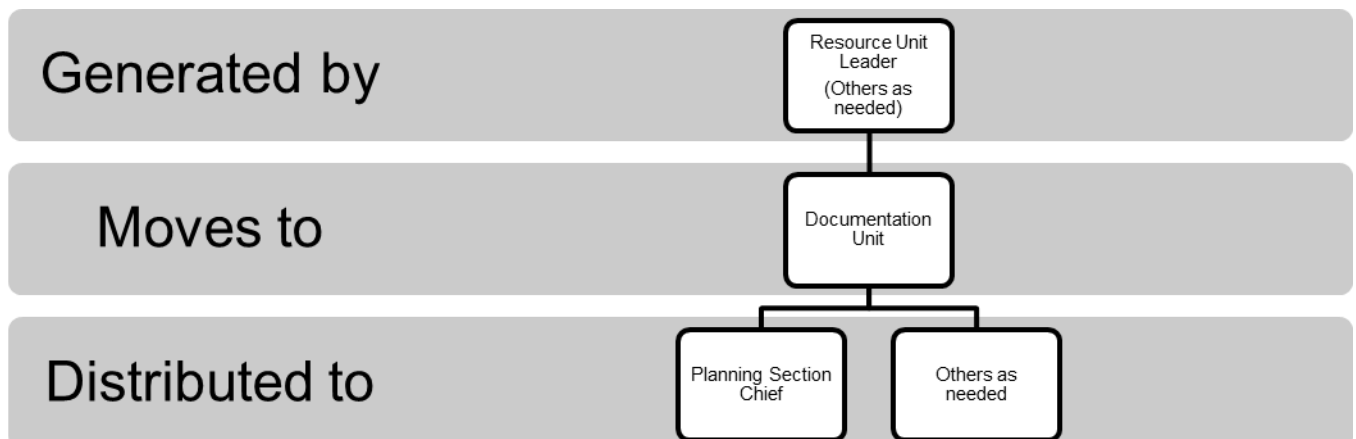 Generated by
Resource Unit
Leader
(Others as
needed)
Moves to
Documentation
Unit
Distributed to
Planning Section
Chief
Others as
needed